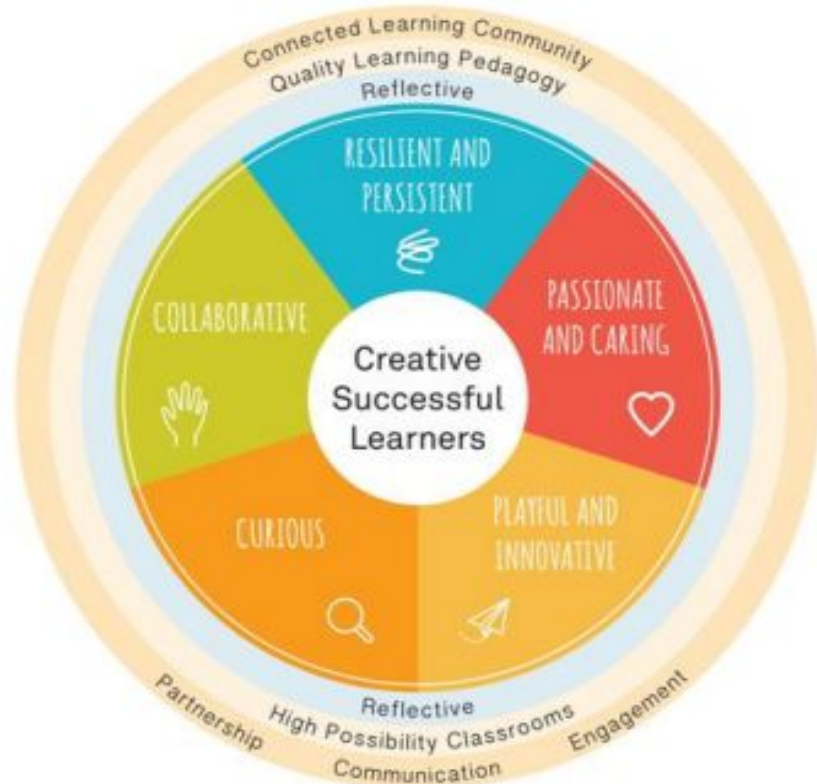 Connected Learning Community
Quality Learning Pedagogy
Reflective
RESILIENT AND
PERSISTENT
COLLABORATIVE
PASSIONATE
AND CARING
Creative
Successful
Learners
CURIOUS
PLAYFUL AND
INNOVATIVE
Reflective
High Possibility Classrooms
Partnership
Communication
Engagement